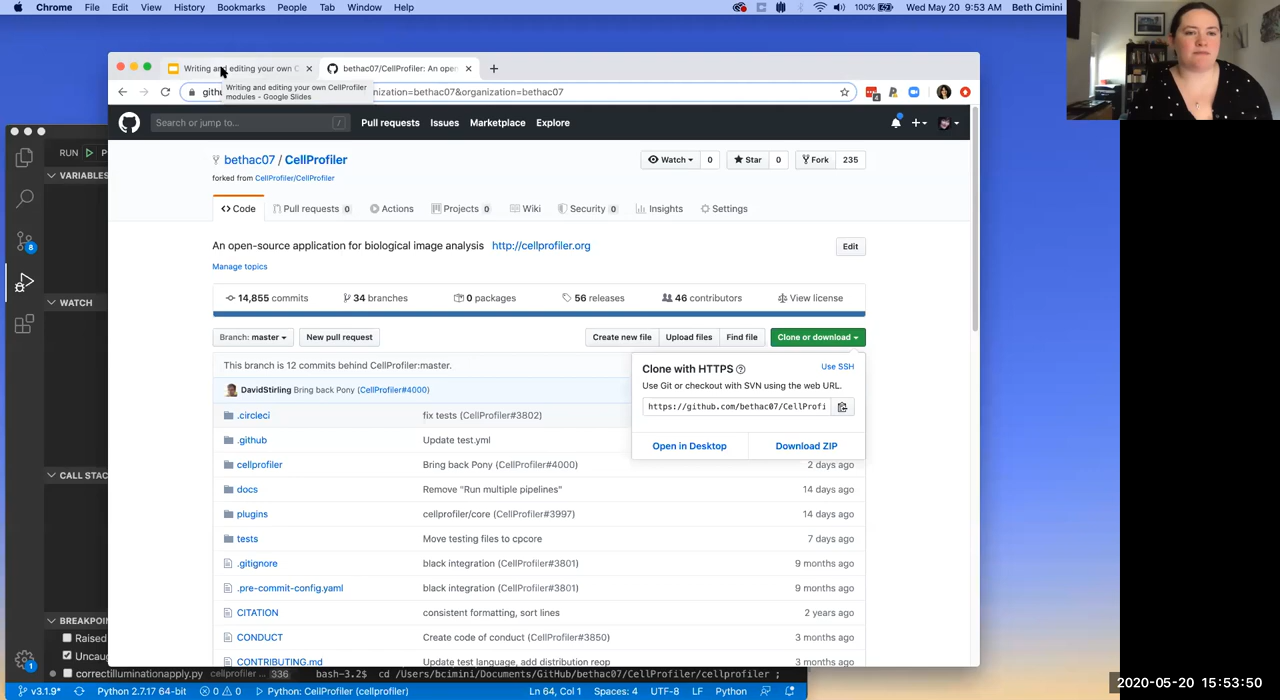 Chrome File Edit View History Bookmarks People Tab Window Help 100% Wed May 20 9:53 AM Beth Cimini
Writing and editing your own C
bethac07/CellProfiler: An open
Writing and editing your own CellProfiler modules - Google Slides
githu
nization=bethac07&organization=bethac07
Search or jump to... /
Pull requests Issues Marketplace Explore
bethac07 / CellProfiler
forked from CellProfiler/CellProfiler
Watch 0 Star 0 Fork 235
Code Pull requests 0 Actions Projects 0 Wiki Security 0 Insights Settings
An open-source application for biological image analysis http://cellprofiler.org
Edit
Manage topics
14,855 commits 34 branches 0 packages 56 releases 46 contributors View license
Branch: master New pull request Create new file Upload files Find file Clone or download
This branch is 12 commits behind CellProfiler:master.
Clone with HTTPS
Use SSH
Use Git or checkout with SVN using the web URL.
https://github.com/bethac07/CellProfi
Open in Desktop Download ZIP
DavidStirling Bring back Pony (CellProfiler#4000)
.circleci fix tests (CellProfiler#3802)
.github Update test.yml
cellprofiler Bring back Pony (CellProfiler#4000) 2 days ago
docs Remove "Run multiple pipelines" 14 days ago
plugins cellprofiler/core (CellProfiler#3997) 14 days ago
tests Move testing files to cpcore 7 days ago
.gitignore black integration (CellProfiler#3801) 9 months ago
.pre-commit-config.yaml black integration (CellProfiler#3801) 9 months ago
CITATION consistent formatting, sort lines 2 years ago
CONDUCT Create code of conduct (CellProfiler#3850) 3 months ago
CONTRIBUTING.md Update test language, add distribution reop 3 months ago
RUN P
VARIABLES
8
WATCH
CALL STAC
BREAKPOIN
Raised
Uncaug
correctilluminationapply.py cellprofiler ... 336
bash-3.2$ cd /Users/bcimini/Documents/GitHub/bethac07/CellProfiler/cellprofiler ;
1
v3.1.9* Python 2.7.17 64-bit 0 0 Python: CellProfiler (cellprofiler) Ln 64, Col 1 Spaces: 4 UTF-8 LF Python
2020-05-20 15:53:50